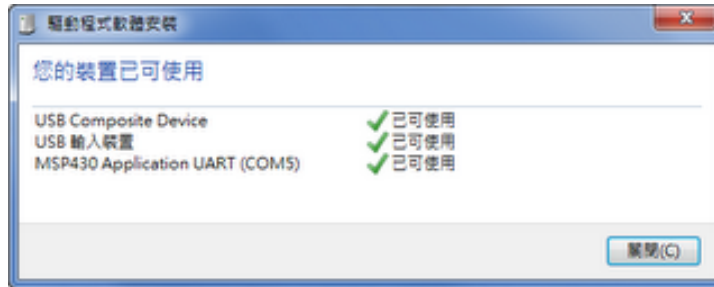 驅動程式軟體安裝
您的裝置已可使用
USB Composite Device 已可使用
USB 輸入裝置 已可使用
MSP430 Application UART (COM5) 已可使用
關閉(C)